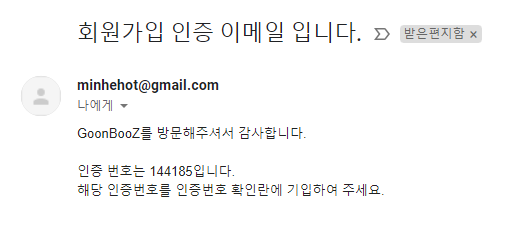 회원가입 인증 이메일 입니다.
받은편지함 ×
minhehot@gmail.com
나에게
GoonBooZ를 방문해주셔서 감사합니다.
인증 번호는 144185입니다.
해당 인증번호를 인증번호 확인란에 기입하여 주세요.